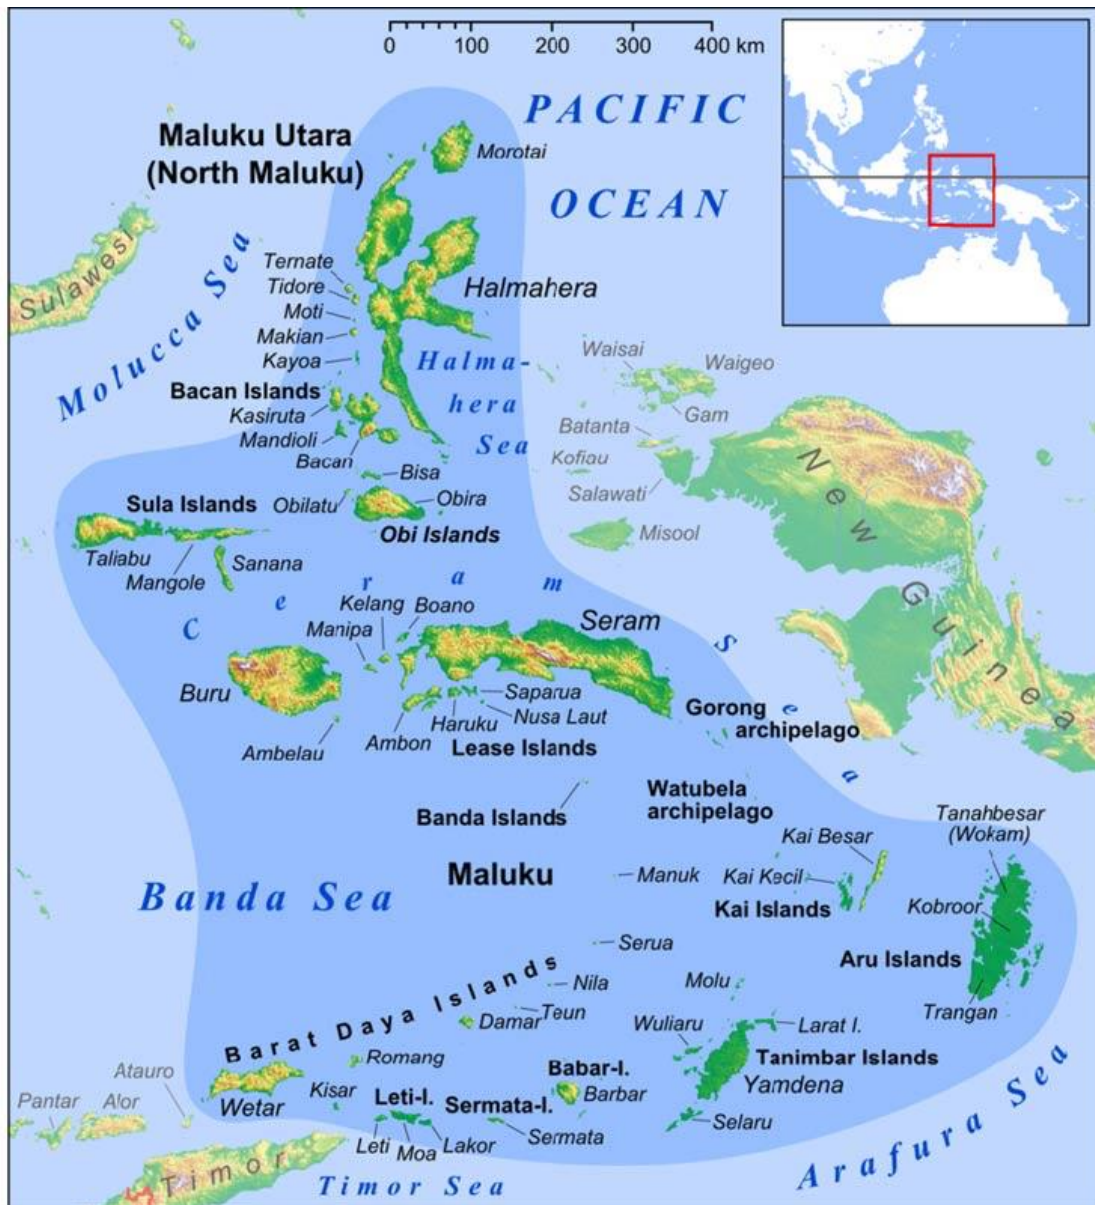 0 100 200 300 400 km
PACIFIC
OCEAN
Maluku Utara
(North Maluku)
Morotai
Sulawesi
Molucca Sea
Ternate
Tidore
Moti
Makian
Kayoa
Halmahera
Halma-
hera
Sea
Bacan Islands
Kasiruta
Mandioli
Bacan
Waisai
Waigeo
Gam
Batanta
Kofiau
Salawati
Misool
New Guinea
Bisa
Obilatu
Obira
Obi Islands
Sula Islands
Taliabu
Mangole
Sanana
Ceram Sea
Kelang
Boano
Manipa
Seram
Buru
Ambelau
Ambon
Haruku
Saparua
Nusa Laut
Lease Islands
Gorong
archipelago
Banda Islands
Watubela
archipelago
Tanahbesar
(Wokam)
Kai Besar
Maluku
Manuk
Kai Kecil
Kai Islands
Kobroor
Banda Sea
Aru Islands
Serua
Barat Daya Islands
Nila
Molu
Teun
Damar
Trangan
Wuliaru
Larat I.
Romang
Tanimbar Islands
Atauro
Babar-I.
Yamdena
Pantar
Alor
Wetar
Kisar
Leti-I.
Sermata-I.
Barbar
Selaru
Leti
Moa
Lakor
Sermata
Timor
Timor Sea
Arafura Sea